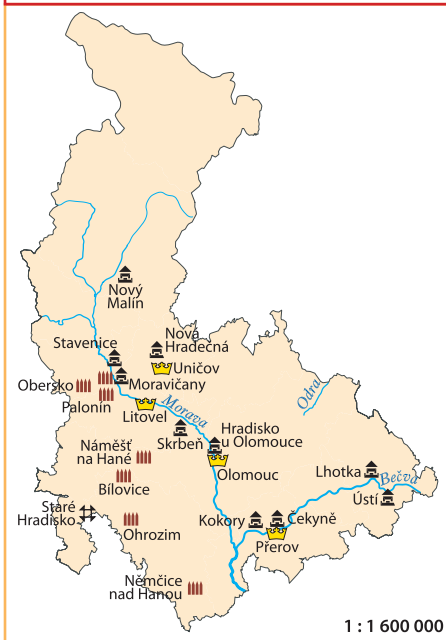 Nový
Malín
Stavenice
Nová
Hradečná
Uničov
Obersko
Moravičany
Palonín
Litovel
Morava
Odra
Hradisko
u Olomouce
Skrbeň
Náměšť
na Hané
Olomouc
Bílovice
Lhotka
Bečva
Ústí
Staré
Hradisko
Kokory
Čekyně
Ohrozim
Přerov
Němčice
nad Hanou
1 : 1 600 000